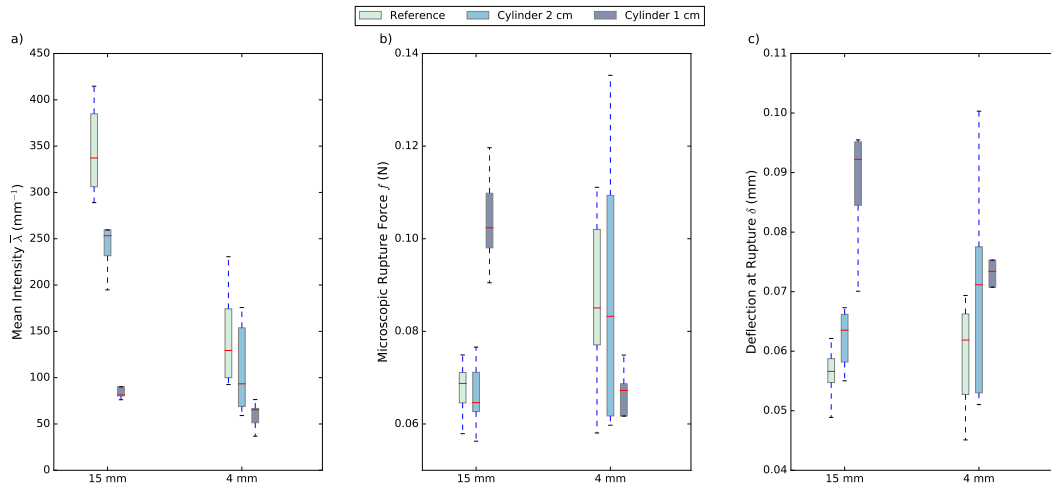 Reference Cylinder 2 cm Cylinder 1 cm
a)
Mean Intensity λ̅ (mm⁻¹)
450
400
350
300
250
200
150
100
50
0
15 mm 4 mm
b)
Microscopic Rupture Force f (N)
0.14
0.12
0.10
0.08
0.06
15 mm 4 mm
c)
Deflection at Rupture δ (mm)
0.11
0.10
0.09
0.08
0.07
0.06
0.05
0.04
15 mm 4 mm